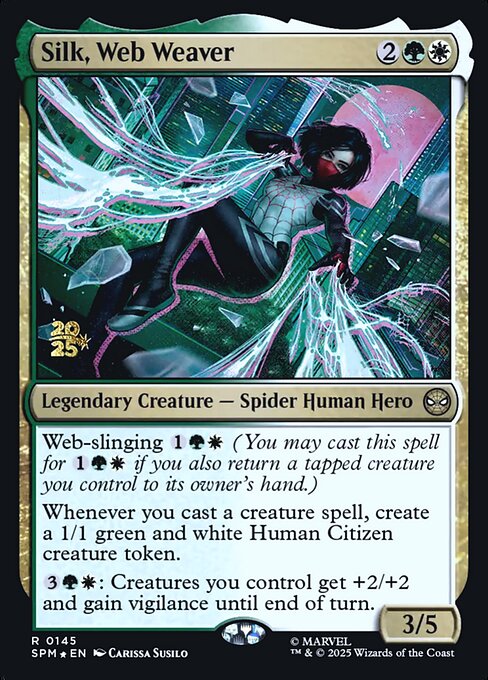 Silk, Web Weaver 2
20
25
Legendary Creature — Spider Human Hero
Web-slinging 1 (You may cast this spell
for 1 if you also return a tapped creature
you control to its owner's hand.)
Whenever you cast a creature spell, create
a 1/1 green and white Human Citizen
creature token.
3: Creatures you control get +2/+2
and gain vigilance until end of turn.
3/5
R 0145
SPM★EN Carissa Susilo
© MARVEL
™ & © 2025 Wizards of the Coast